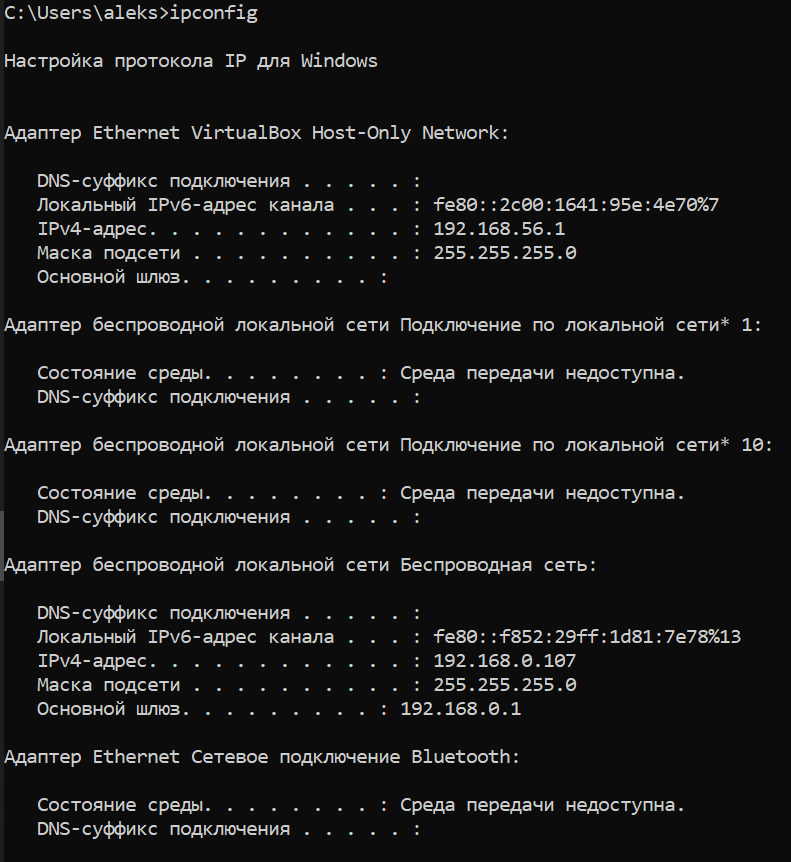 C:\Users\aleks>ipconfig
Настройка протокола IP для Windows
Адаптер Ethernet VirtualBox Host-Only Network:
DNS-суффикс подключения . . . . . :
Локальный IPv6-адрес канала . . . : fe80::2c00:1641:95e:4e70%7
IPv4-адрес. . . . . . . . . . . . : 192.168.56.1
Маска подсети . . . . . . . . . . : 255.255.255.0
Основной шлюз. . . . . . . . . :
Адаптер беспроводной локальной сети Подключение по локальной сети* 1:
Состояние среды. . . . . . . . : Среда передачи недоступна.
DNS-суффикс подключения . . . . . :
Адаптер беспроводной локальной сети Подключение по локальной сети* 10:
Состояние среды. . . . . . . . : Среда передачи недоступна.
DNS-суффикс подключения . . . . . :
Адаптер беспроводной локальной сети Беспроводная сеть:
DNS-суффикс подключения . . . . . :
Локальный IPv6-адрес канала . . . : fe80::f852:29ff:1d81:7e78%13
IPv4-адрес. . . . . . . . . . . . : 192.168.0.107
Маска подсети . . . . . . . . . . : 255.255.255.0
Основной шлюз. . . . . . . . . : 192.168.0.1
Адаптер Ethernet Сетевое подключение Bluetooth:
Состояние среды. . . . . . . . : Среда передачи недоступна.
DNS-суффикс подключения . . . . . :